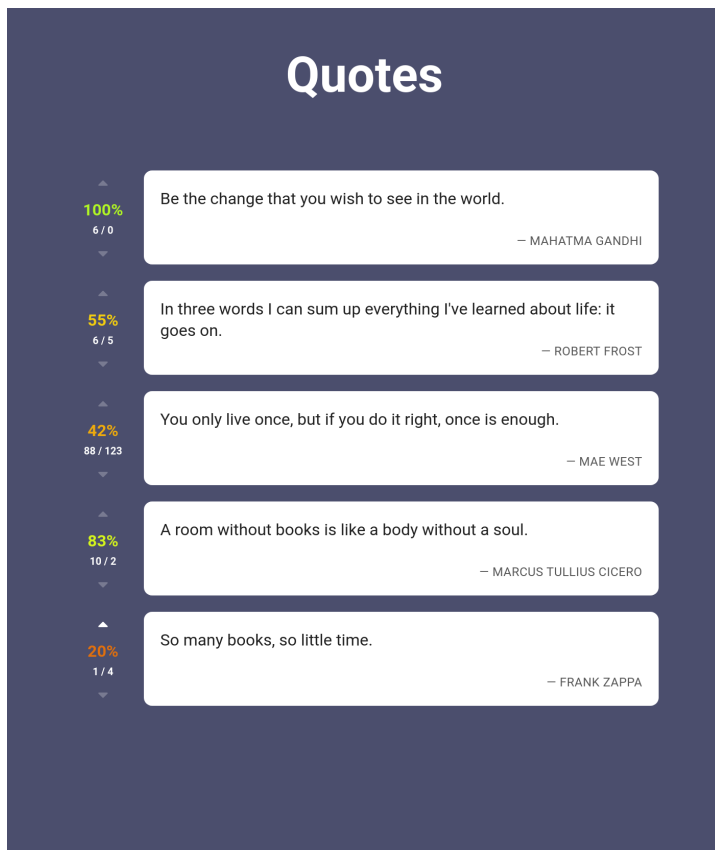 Quotes
100%
6 / 0
Be the change that you wish to see in the world.
— MAHATMA GANDHI
55%
6 / 5
In three words I can sum up everything I've learned about life: it
goes on.
— ROBERT FROST
42%
88 / 123
You only live once, but if you do it right, once is enough.
— MAE WEST
83%
10 / 2
A room without books is like a body without a soul.
— MARCUS TULLIUS CICERO
20%
1 / 4
So many books, so little time.
— FRANK ZAPPA